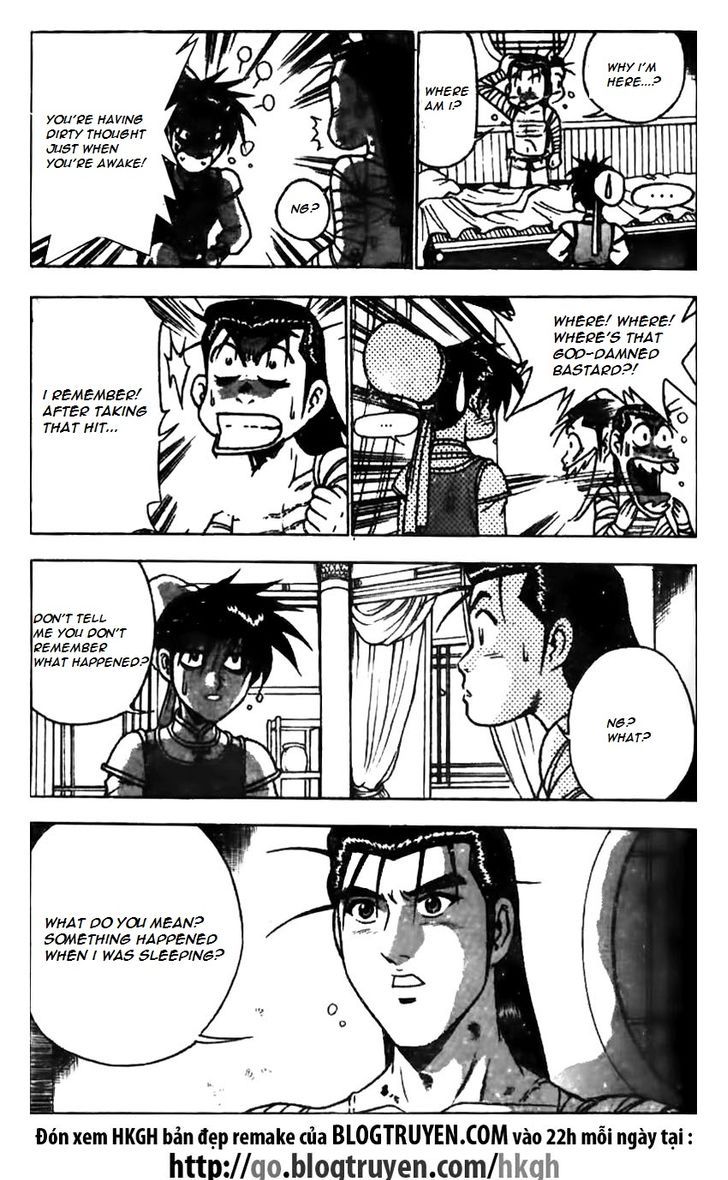 YOU'RE HAVING
DIRTY THOUGHT
JUST WHEN
YOU'RE AWAKE!
NG?
WHERE
AM I?
WHY I'M
HERE...?
...
I REMEMBER!
AFTER TAKING
THAT HIT...
...
WHERE! WHERE!
WHERE'S THAT
GOD-DAMNED
BASTARD?!
DON'T TELL
ME YOU DON'T
REMEMBER
WHAT HAPPENED?
NG?
WHAT?
WHAT DO YOU MEAN?
SOMETHING HAPPENED
WHEN I WAS SLEEPING?
Đón xem HKGH bản đẹp remake của BLOGTRUYEN.COM vào 22h mỗi ngày tại :
http://go.blogtruyen.com/hkgh